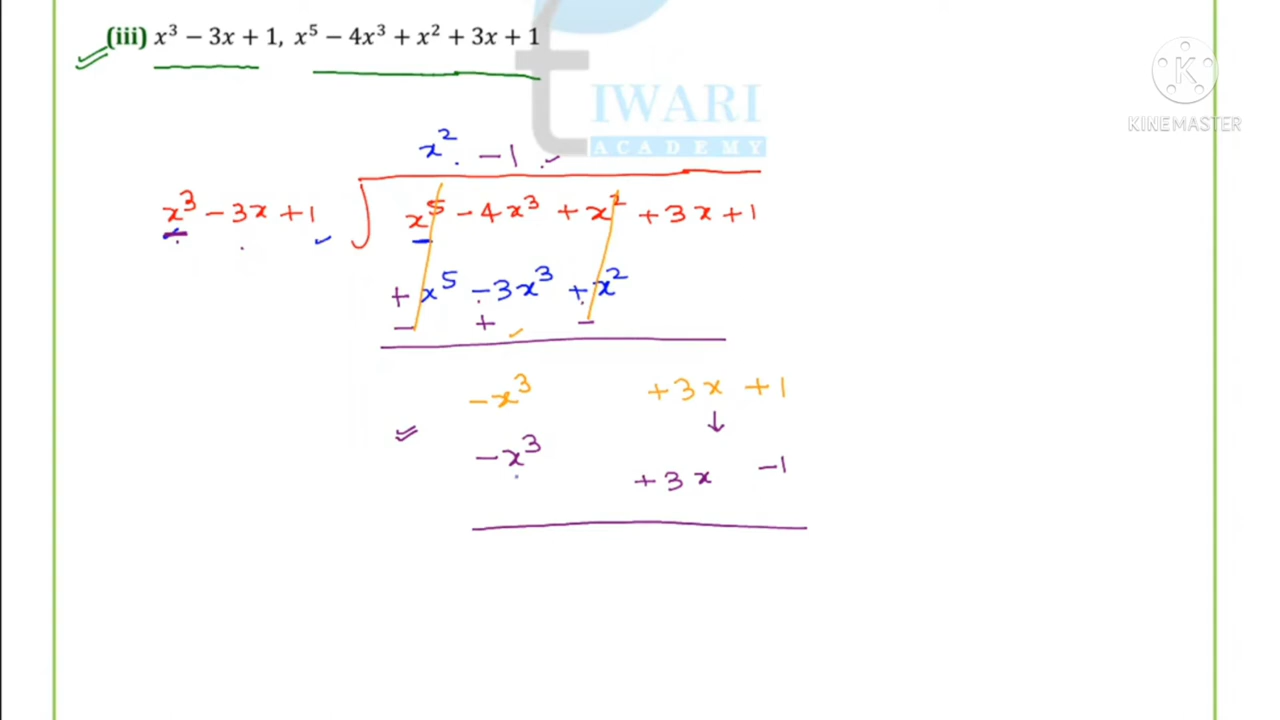 (iii) x³ − 3x + 1, x⁵ − 4x³ + x² + 3x + 1
K
KINEMASTER
t
IWARI
ACADEMY
x² − 1
x³ − 3x + 1 x⁵ − 4x³ + x² + 3x + 1
+ x⁵ − 3x³ + x²
− + −
− x³ + 3x + 1
− x³ + 3x − 1